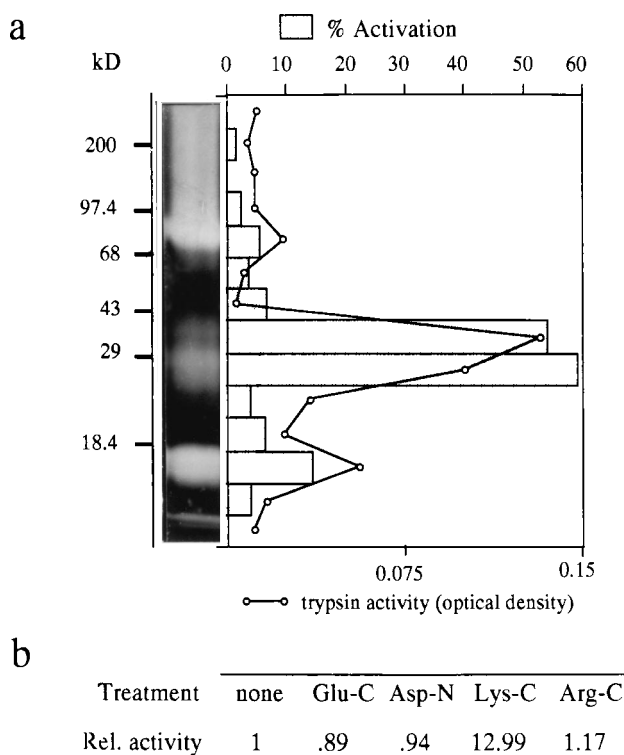 a
% Activation
kD
0 10 20 30 40 50 60
200
97.4
68
43
29
18.4
0.075 0.15
trypsin activity (optical density)
b
Treatment none Glu-C Asp-N Lys-C Arg-C
Rel. activity 1 .89 .94 12.99 1.17